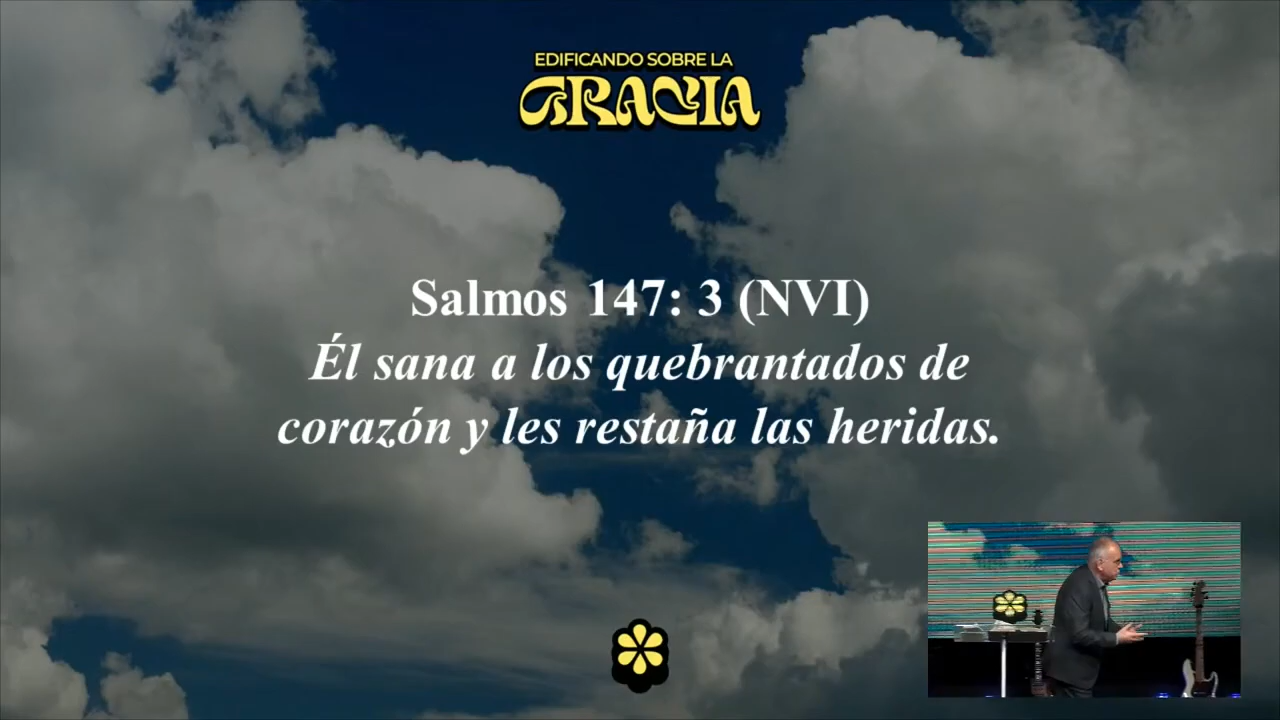 EDIFICANDO SOBRE LA
GRACIA
Salmos 147: 3 (NVI)
Él sana a los quebrantados de
corazón y les restaña las heridas.